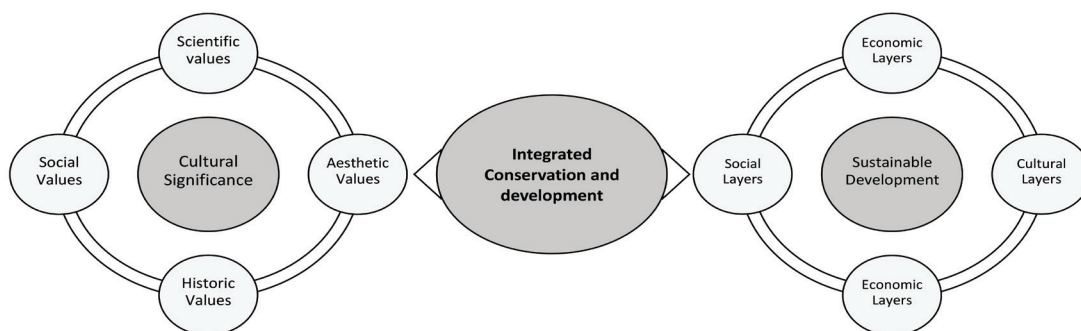 Scientific
values
Social
Values
Cultural
Significance
Aesthetic
Values
Historic
Values
Integrated
Conservation and
development
Economic
Layers
Social
Layers
Sustainable
Development
Cultural
Layers
Economic
Layers